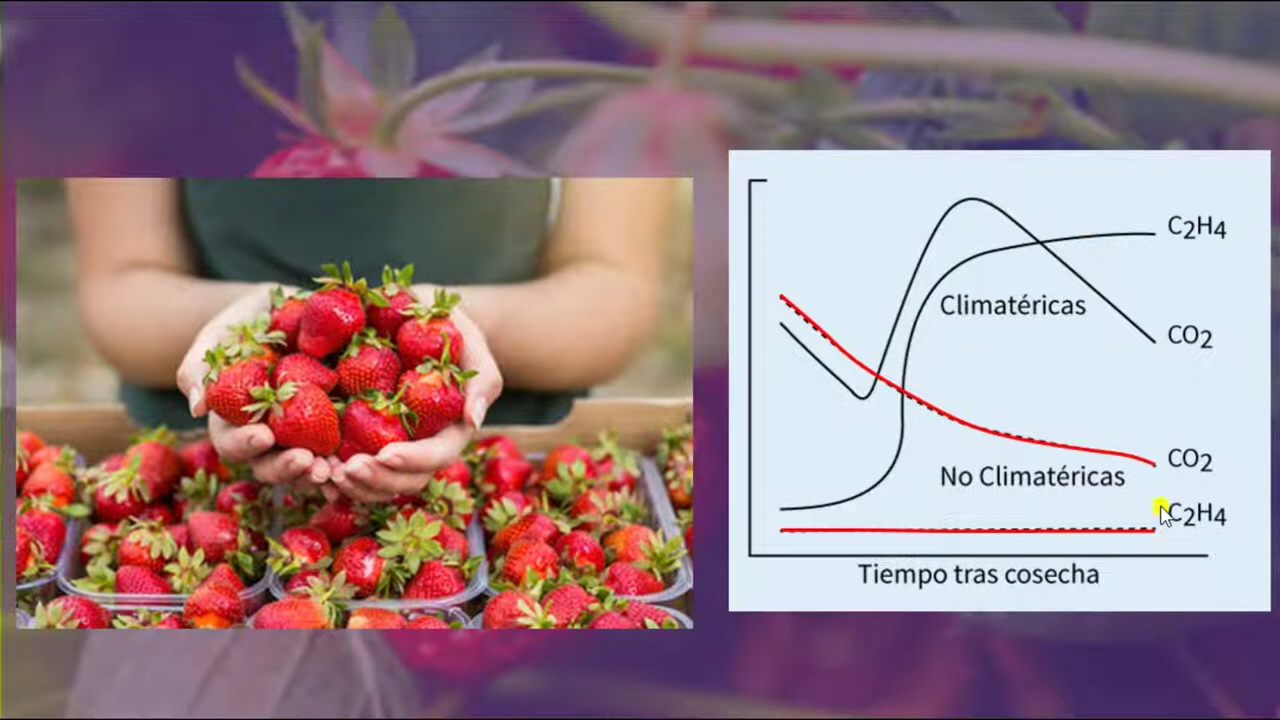 C2H4
Climatéricas
CO2
CO2
No Climatéricas
C2H4
Tiempo tras cosecha